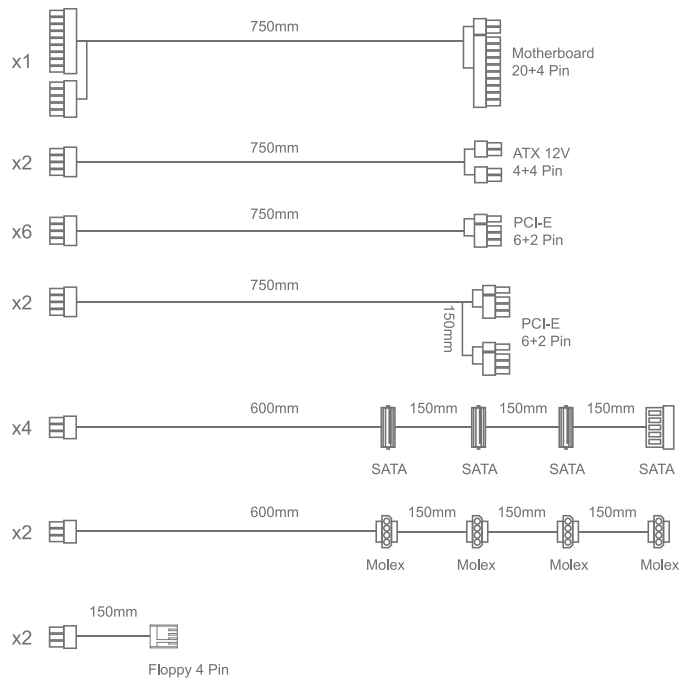 750mm
x1
Motherboard
20+4 Pin
750mm
x2
ATX 12V
4+4 Pin
750mm
x6
PCI-E
6+2 Pin
750mm
x2
150mm
PCI-E
6+2 Pin
600mm 150mm 150mm 150mm
x4
SATA SATA SATA SATA
600mm 150mm 150mm 150mm
x2
Molex Molex Molex Molex
150mm
x2
Floppy 4 Pin